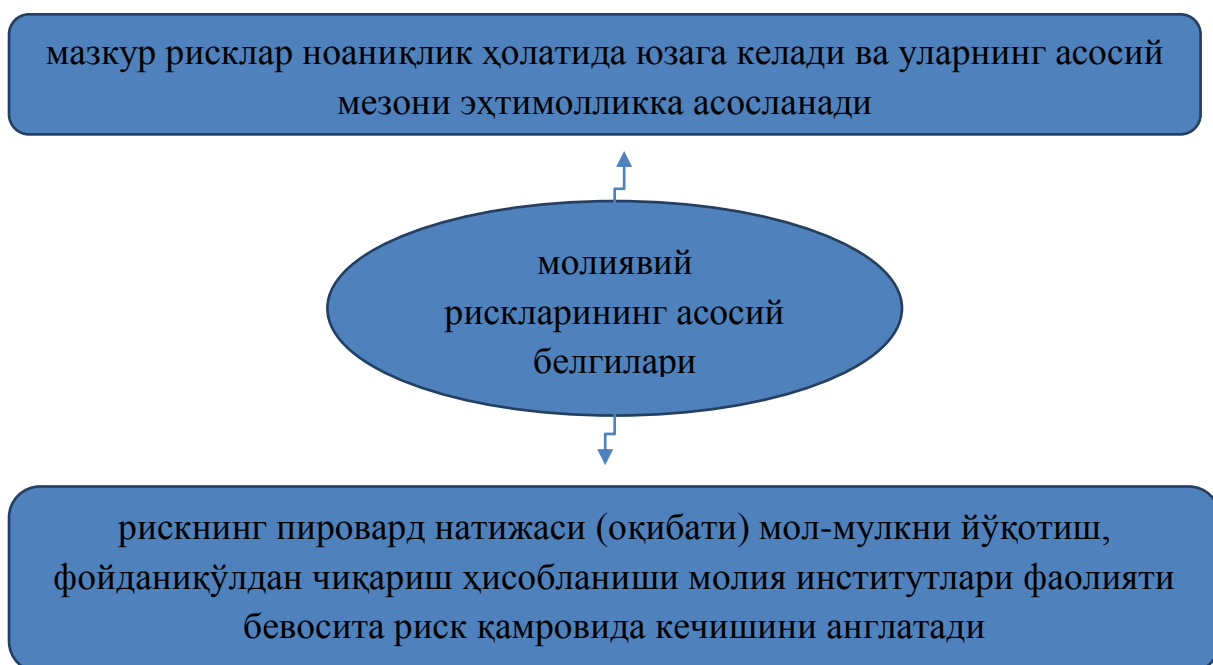 мазкур рисклар ноаниқлик ҳолатида юзага келади ва уларнинг асосий
мезони эҳтимолликка асосланади
молиявий
рискларининг асосий
белгилари
рискнинг пировард натижаси (оқибати) мол-мулкни йўқотиш,
фойданиқўлдан чиқариш ҳисобланиши молия институтлари фаолияти
бевосита риск қамровида кечишини англатади